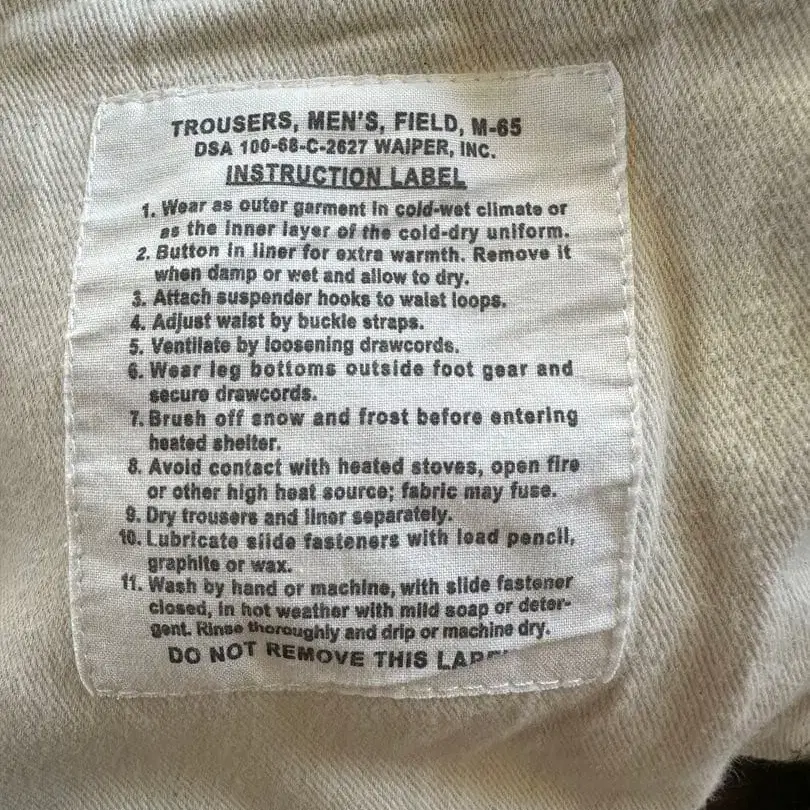 TROUSERS, MEN'S, FIELD, M-65
DSA 100-68-C-2627 WAIPER, INC.
INSTRUCTION LABEL
1. Wear as outer garment in cold-wet climate or
as the inner layer of the cold-dry uniform.
2. Button in liner for extra warmth. Remove it
when damp or wet and allow to dry.
3. Attach suspender hooks to waist loops.
4. Adjust waist by buckle straps.
5. Ventilate by loosening drawcords.
6. Wear leg bottoms outside foot gear and
secure drawcords.
7. Brush off snow and frost before entering
heated shelter.
8. Avoid contact with heated stoves, open fire
or other high heat source; fabric may fuse.
9. Dry trousers and liner separately.
10. Lubricate slide fasteners with lead pencil,
graphite or wax.
11. Wash by hand or machine, with slide fastener
closed, in hot weather with mild soap or deter-
gent. Rinse thoroughly and drip or machine dry.
DO NOT REMOVE THIS